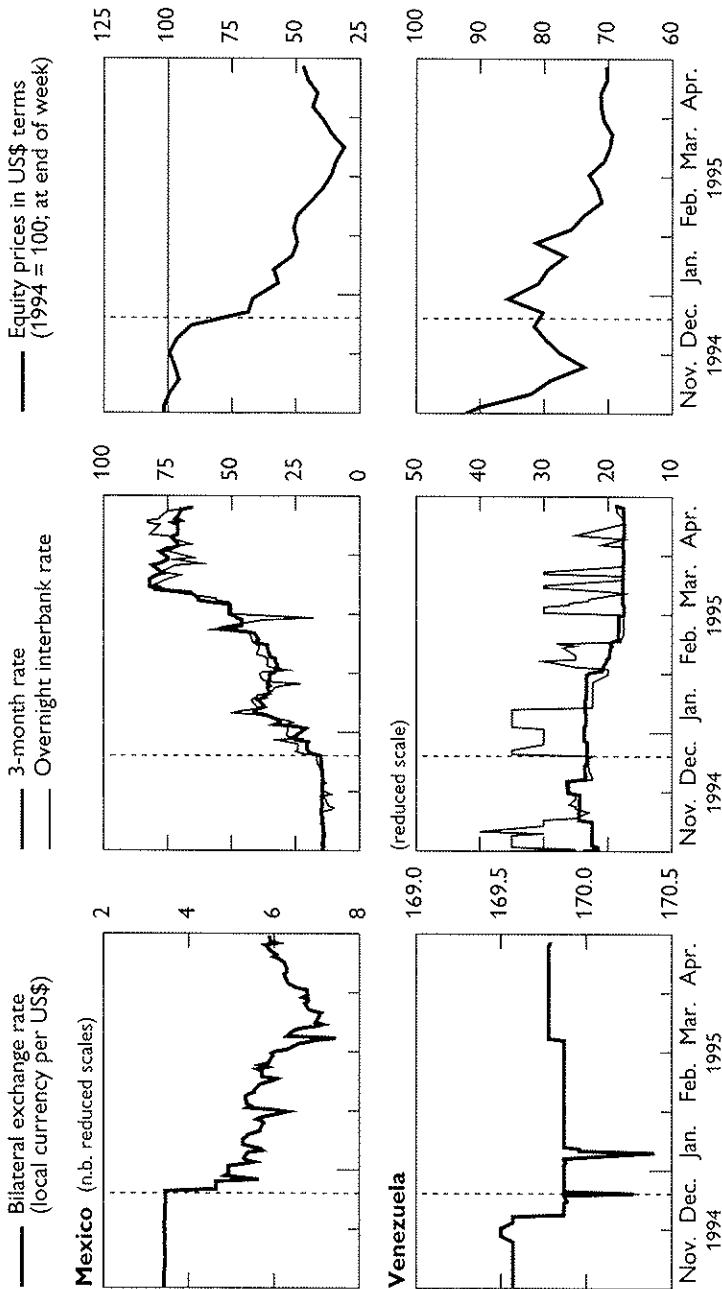 Bilateral exchange rate
(local currency per US$)
3-month rate
Overnight interbank rate
Equity prices in US$ terms
(1994 = 100; at end of week)
Mexico (n.b. reduced scales)
2
4
6
8
100
75
50
25
0
125
100
75
50
25
Venezuela
(reduced scale)
169.0
169.5
170.0
170.5
50
40
30
20
10
100
90
80
70
60
Nov. Dec. Jan. Feb. Mar. Apr.
1994 1995
Nov. Dec. Jan. Feb. Mar. Apr.
1994 1995
Nov. Dec. Jan. Feb. Mar. Apr.
1994 1995